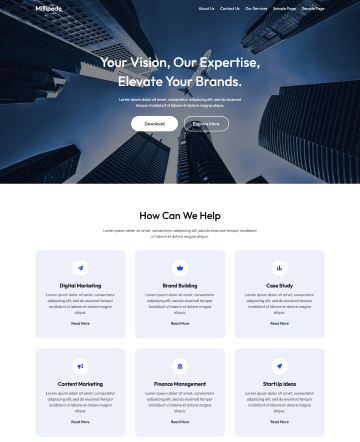 Millipede
About Us Contact Us Our Services Sample Page Sample Page
Your Vision, Our Expertise,
Elevate Your Brands.
Lorem ipsum dolor sit amet, consectetur adipiscing elit, sed do eiusmod
tempor incididunt ut labore et dolore magna aliqua.
Download Explore More
How Can We Help
Lorem ipsum dolor sit amet, consectetur adipiscing elit, sed do eiusmod tempor incididunt
ut labore et dolore magna aliqua.
Digital Marketing
Lorem ipsum dolor sit amet, consectetur
adipiscing elit, sed do eiusmod tempor
incididunt ut labore et dolore magna
aliqua.
Read More
Brand Building
Lorem ipsum dolor sit amet, consectetur
adipiscing elit, sed do eiusmod tempor
incididunt ut labore et dolore magna
aliqua.
Read More
Case Study
Lorem ipsum dolor sit amet, consectetur
adipiscing elit, sed do eiusmod tempor
incididunt ut labore et dolore magna
aliqua.
Read More
Content Marketing
Lorem ipsum dolor sit amet, consectetur
adipiscing elit, sed do eiusmod tempor
incididunt ut labore et dolore magna
aliqua.
Read More
Finance Management
Lorem ipsum dolor sit amet, consectetur
adipiscing elit, sed do eiusmod tempor
incididunt ut labore et dolore magna
aliqua.
Read More
StartUp Ideas
Lorem ipsum dolor sit amet, consectetur
adipiscing elit, sed do eiusmod tempor
incididunt ut labore et dolore magna
aliqua.
Read More